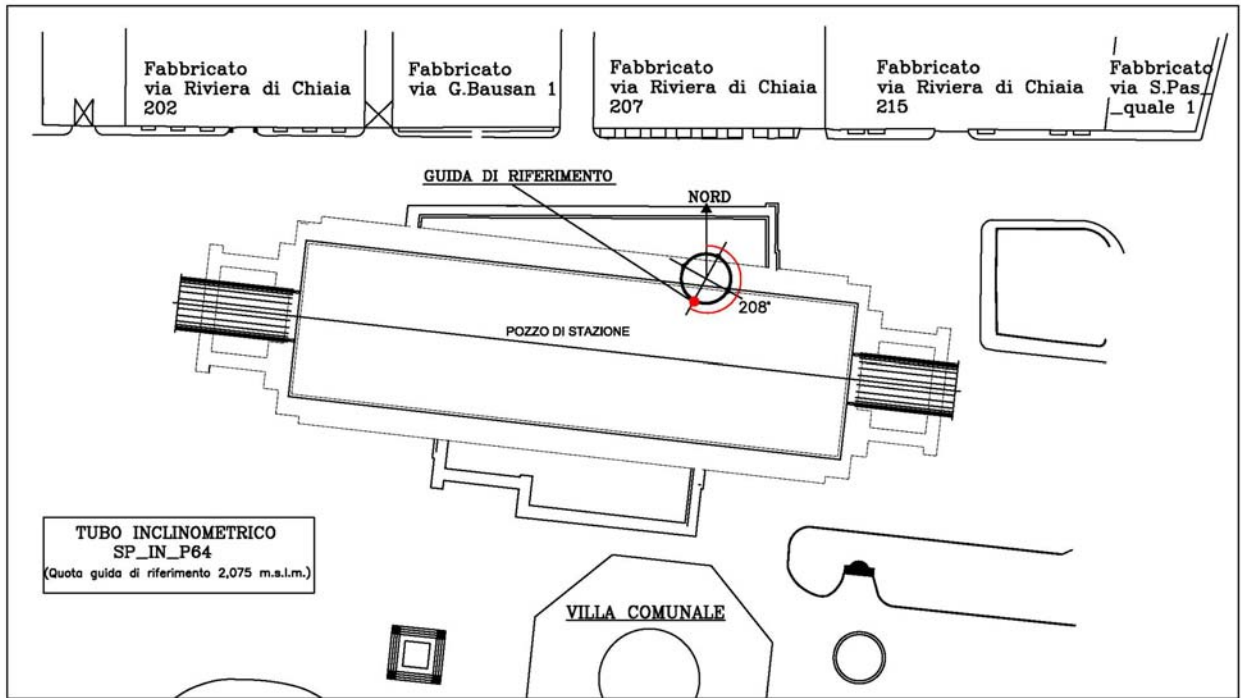 Fabbricato
via Riviera di Chiaia
202
Fabbricato
via G.Bausan 1
Fabbricato
via Riviera di Chiaia
207
Fabbricato
via Riviera di Chiaia
215
Fabbricato
via S.Pas_
_quale 1
GUIDA DI RIFERIMENTO
NORD
208°
POZZO DI STAZIONE
TUBO INCLINOMETRICO
SP_IN_P64
(Quota guida di riferimento 2,075 m.s.l.m.)
VILLA COMUNALE